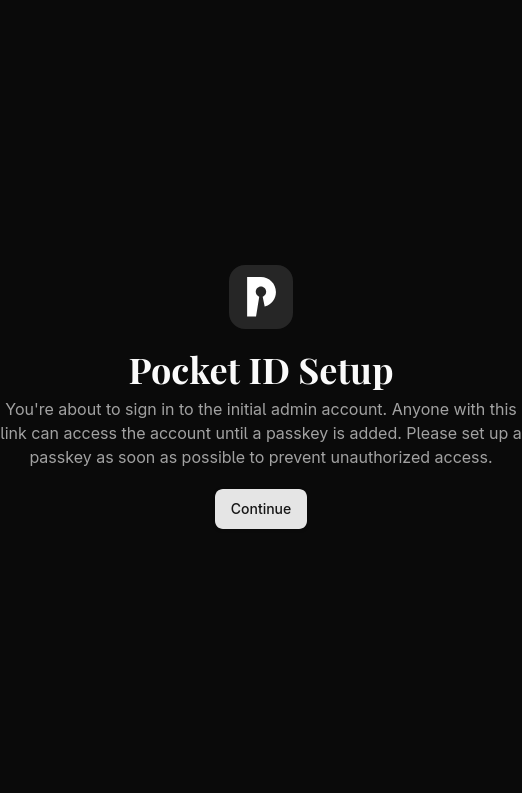 Pocket ID Setup
You're about to sign in to the initial admin account. Anyone with this
link can access the account until a passkey is added. Please set up a
passkey as soon as possible to prevent unauthorized access.
Continue